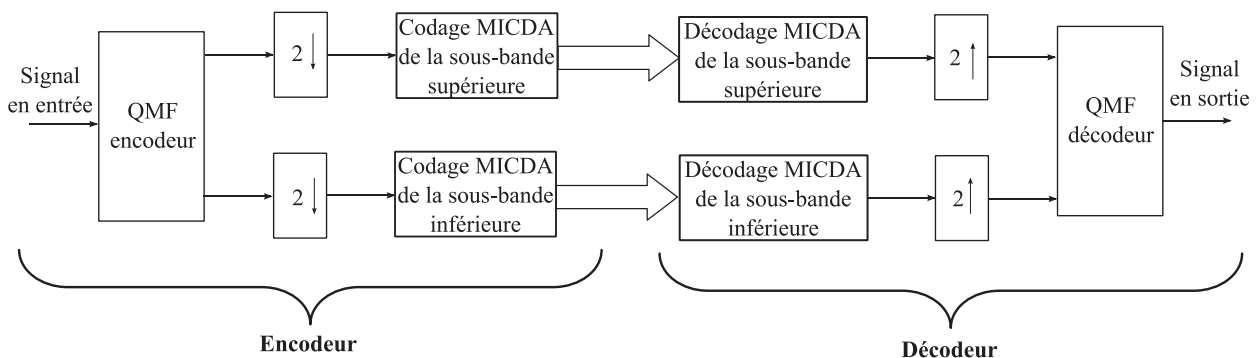 Signal
en entrée
QMF
encodeur
2
Codage MICDA
de la sous-bande
supérieure
Décodage MICDA
de la sous-bande
supérieure
2
QMF
décodeur
Signal
en sortie
2
Codage MICDA
de la sous-bande
inférieure
Décodage MICDA
de la sous-bande
inférieure
2
Encodeur
Décodeur